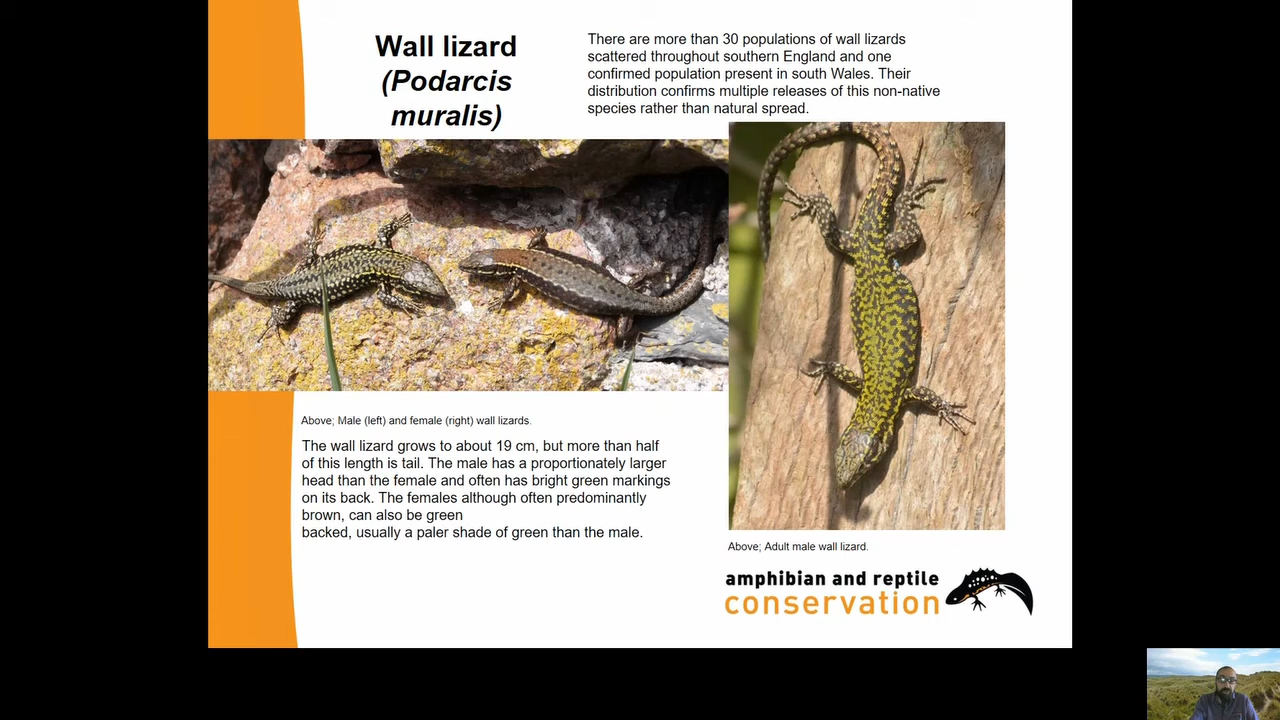 Wall lizard
(Podarcis
muralis)
There are more than 30 populations of wall lizards
scattered throughout southern England and one
confirmed population present in south Wales. Their
distribution confirms multiple releases of this non-native
species rather than natural spread.
Above; Male (left) and female (right) wall lizards.
The wall lizard grows to about 19 cm, but more than half
of this length is tail. The male has a proportionately larger
head than the female and often has bright green markings
on its back. The females although often predominantly
brown, can also be green
backed, usually a paler shade of green than the male.
Above; Adult male wall lizard.
amphibian and reptile
conservation